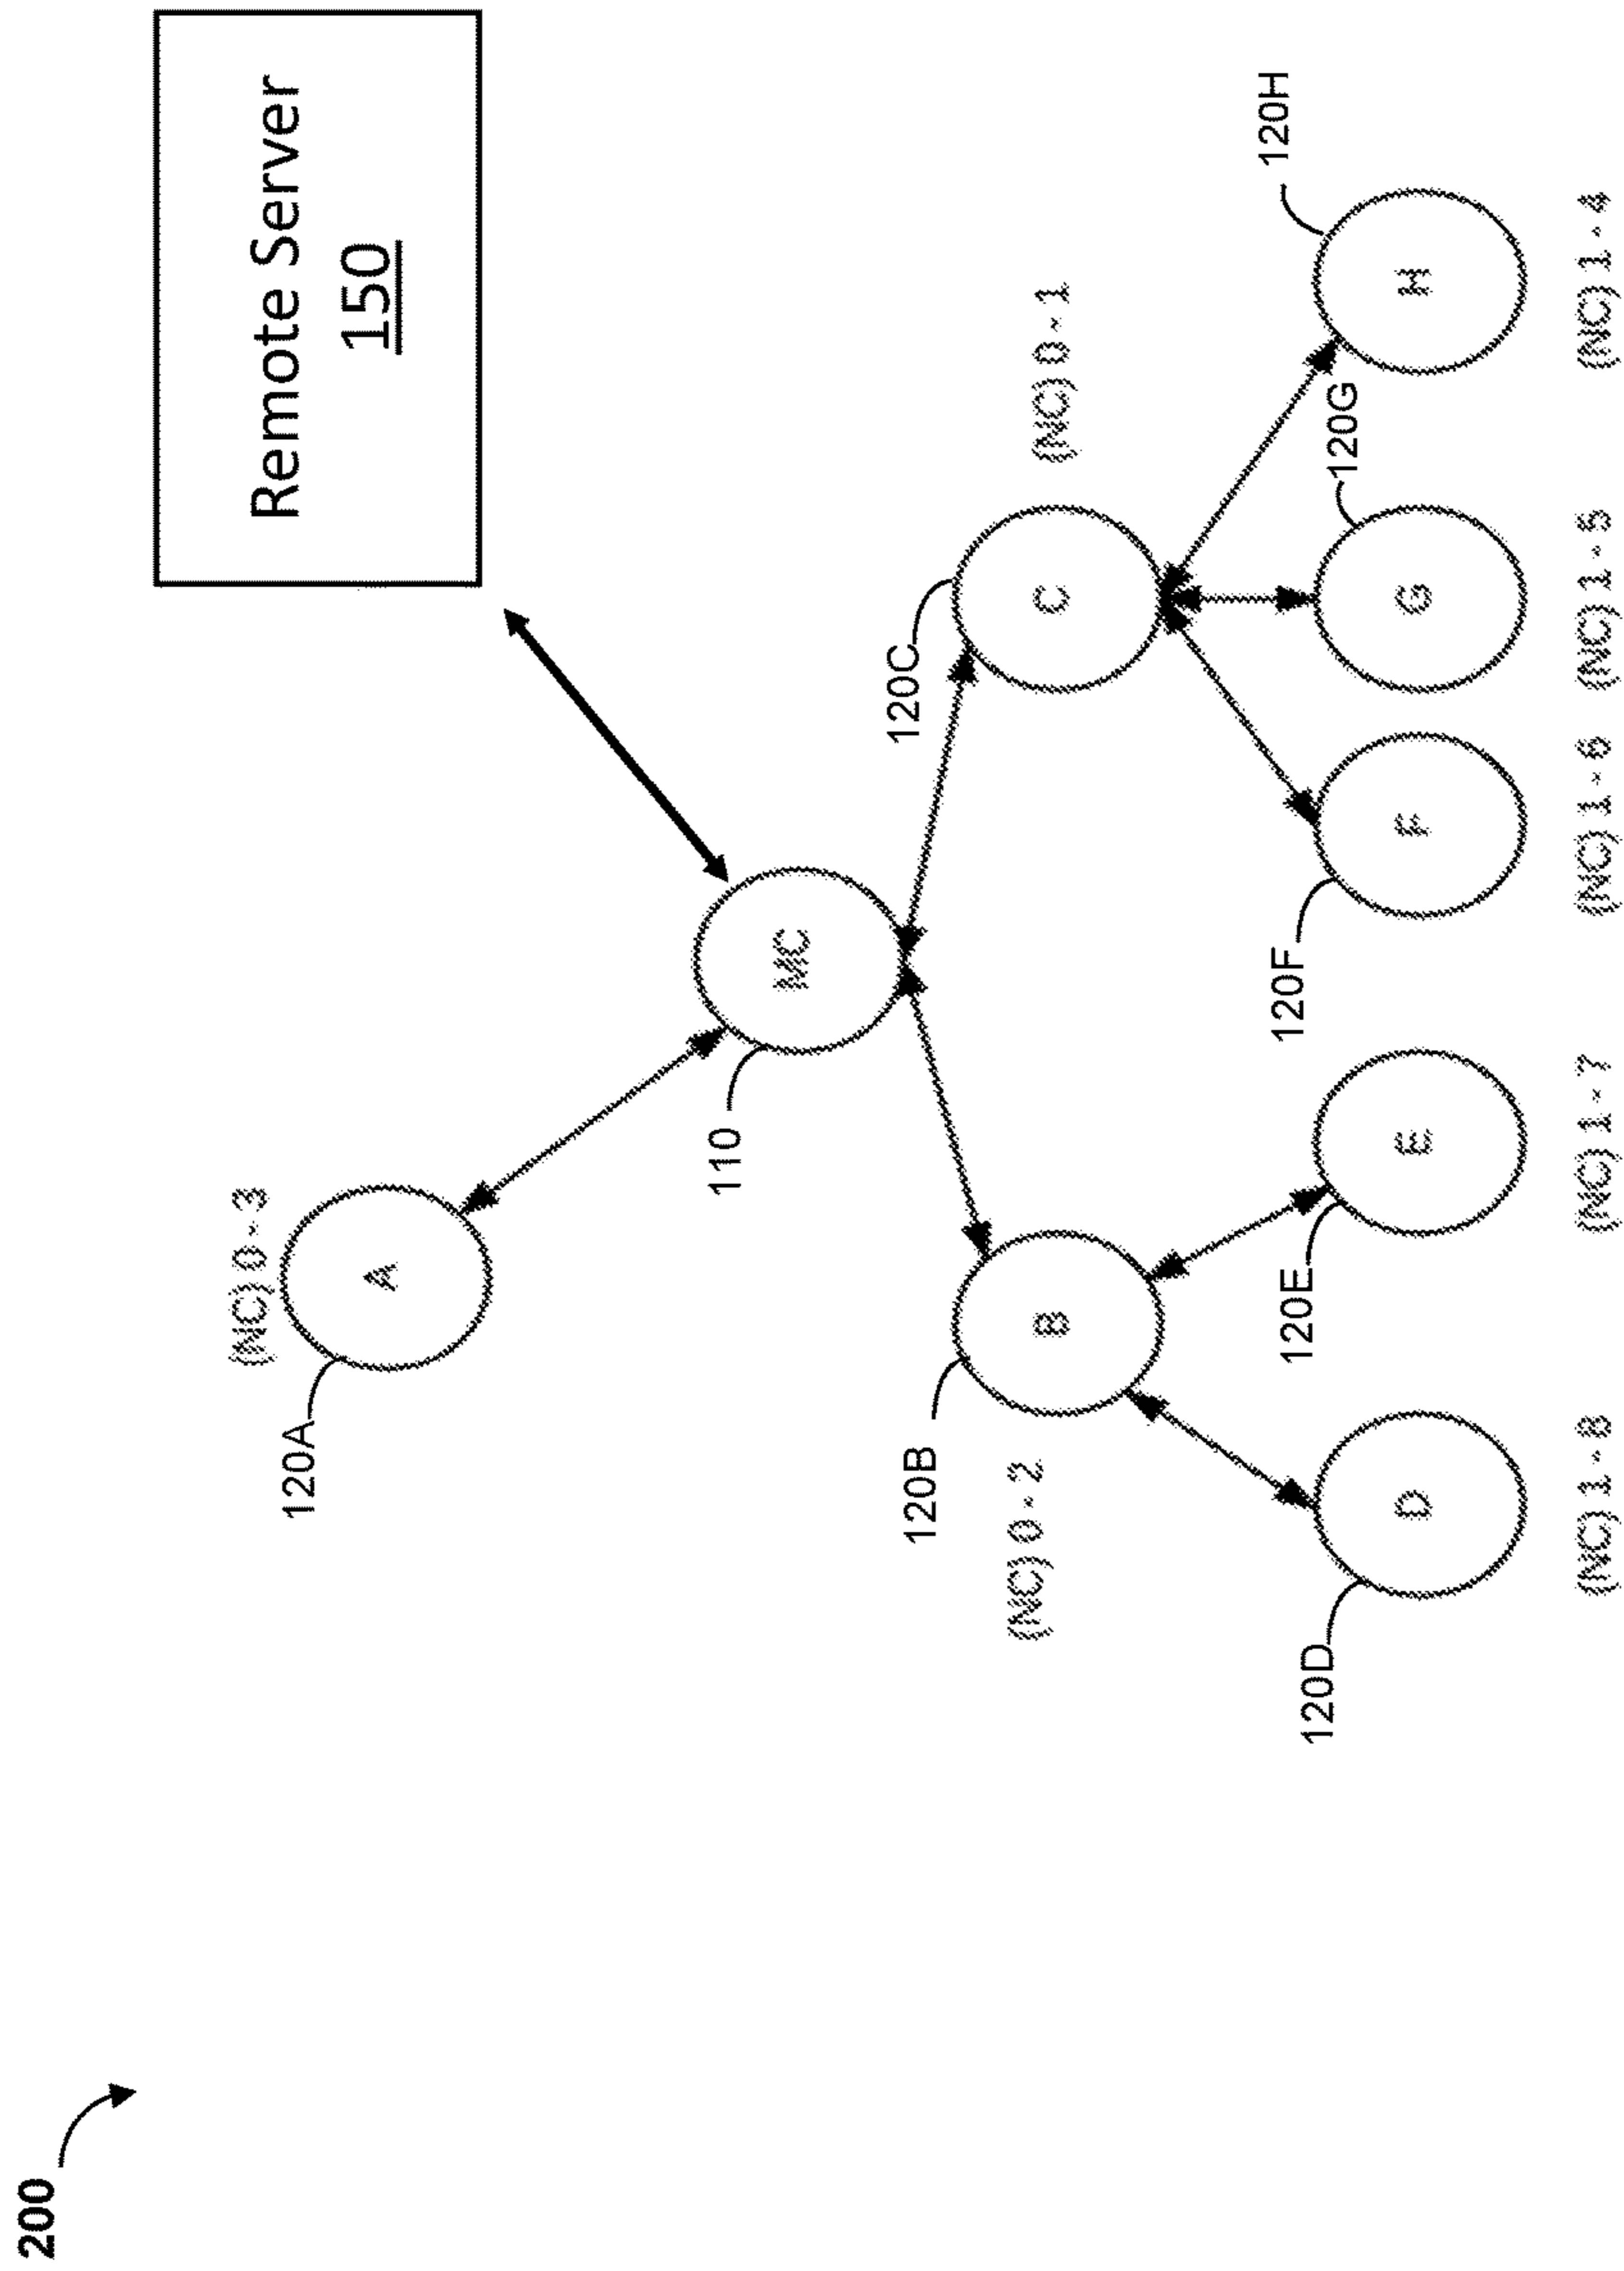 200
Remote Server
150
(NC) 0 - 3
A
120A
MC
110
120C
C
(NC) 0 - 1
120B
B
(NC) 0 - 2
120D
D
(NC) 1 - 8
120E
E
(NC) 1 - 7
120F
F
(NC) 1 - 6
120G
G
(NC) 1 - 5
120H
H
(NC) 1 - 4